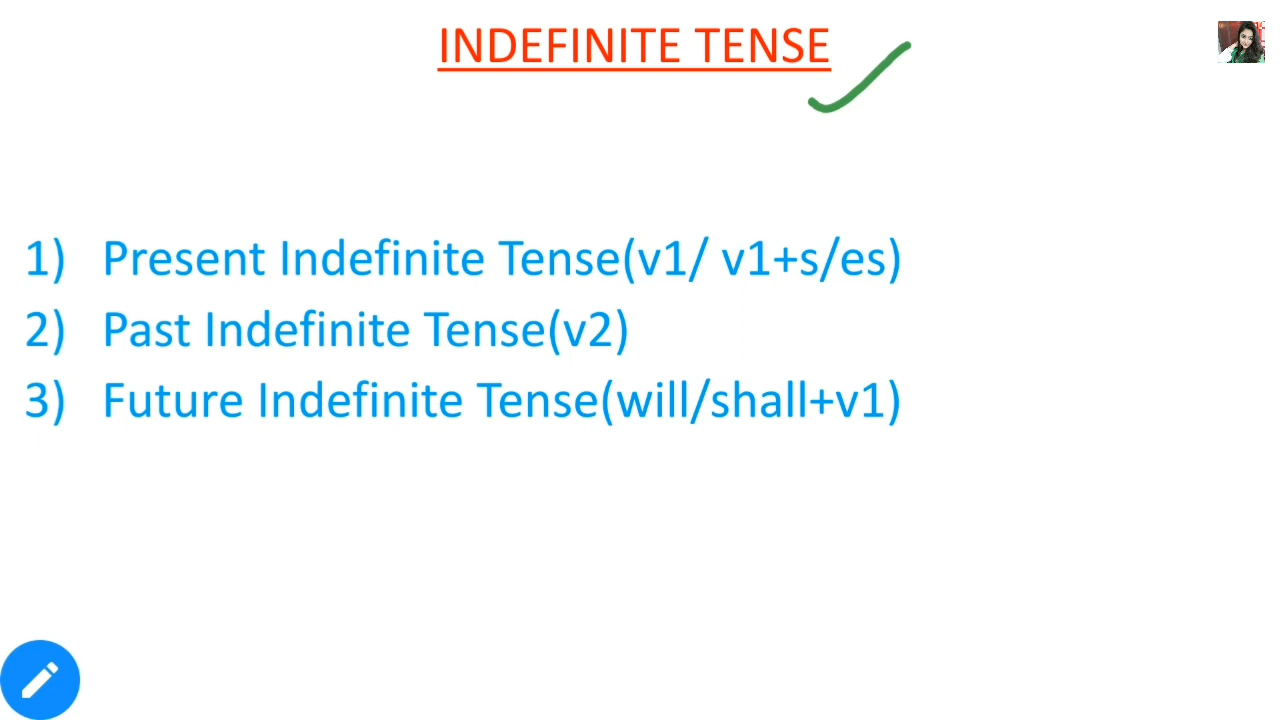 INDEFINITE TENSE
1) Present Indefinite Tense(v1/ v1+s/es)
2) Past Indefinite Tense(v2)
3) Future Indefinite Tense(will/shall+v1)